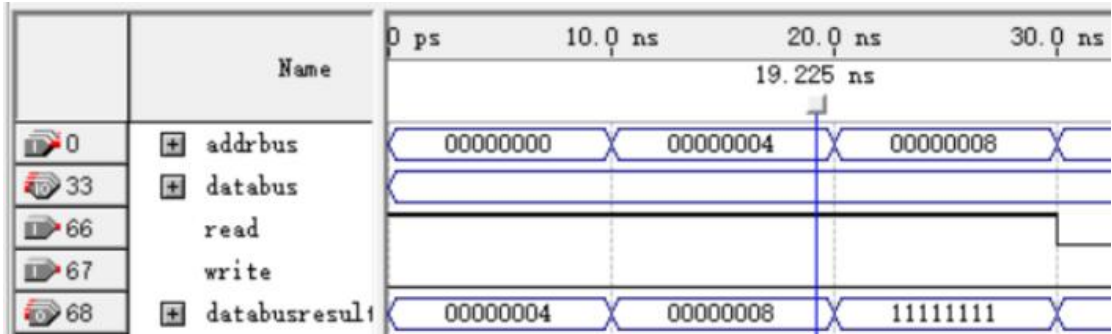 0 ps 10.0 ns 20.0 ns 30.0 ns
Name
19.225 ns
0 addrbus 00000000 00000004 00000008
33 databus
66 read
67 write
68 databusresult 00000004 00000008 11111111